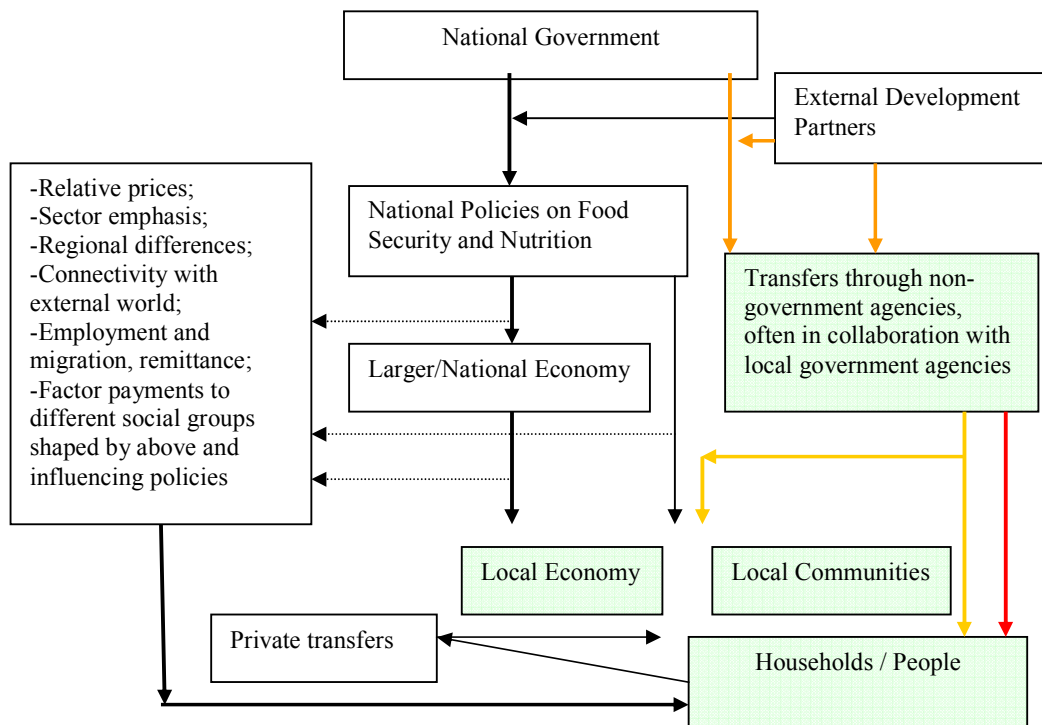 National Government
External Development
Partners
-Relative prices;
-Sector emphasis;
-Regional differences;
-Connectivity with
external world;
-Employment and
migration, remittance;
-Factor payments to
different social groups
shaped by above and
influencing policies
National Policies on Food
Security and Nutrition
Transfers through non-
government agencies,
often in collaboration with
local government agencies
Larger/National Economy
Local Economy
Local Communities
Private transfers
Households / People